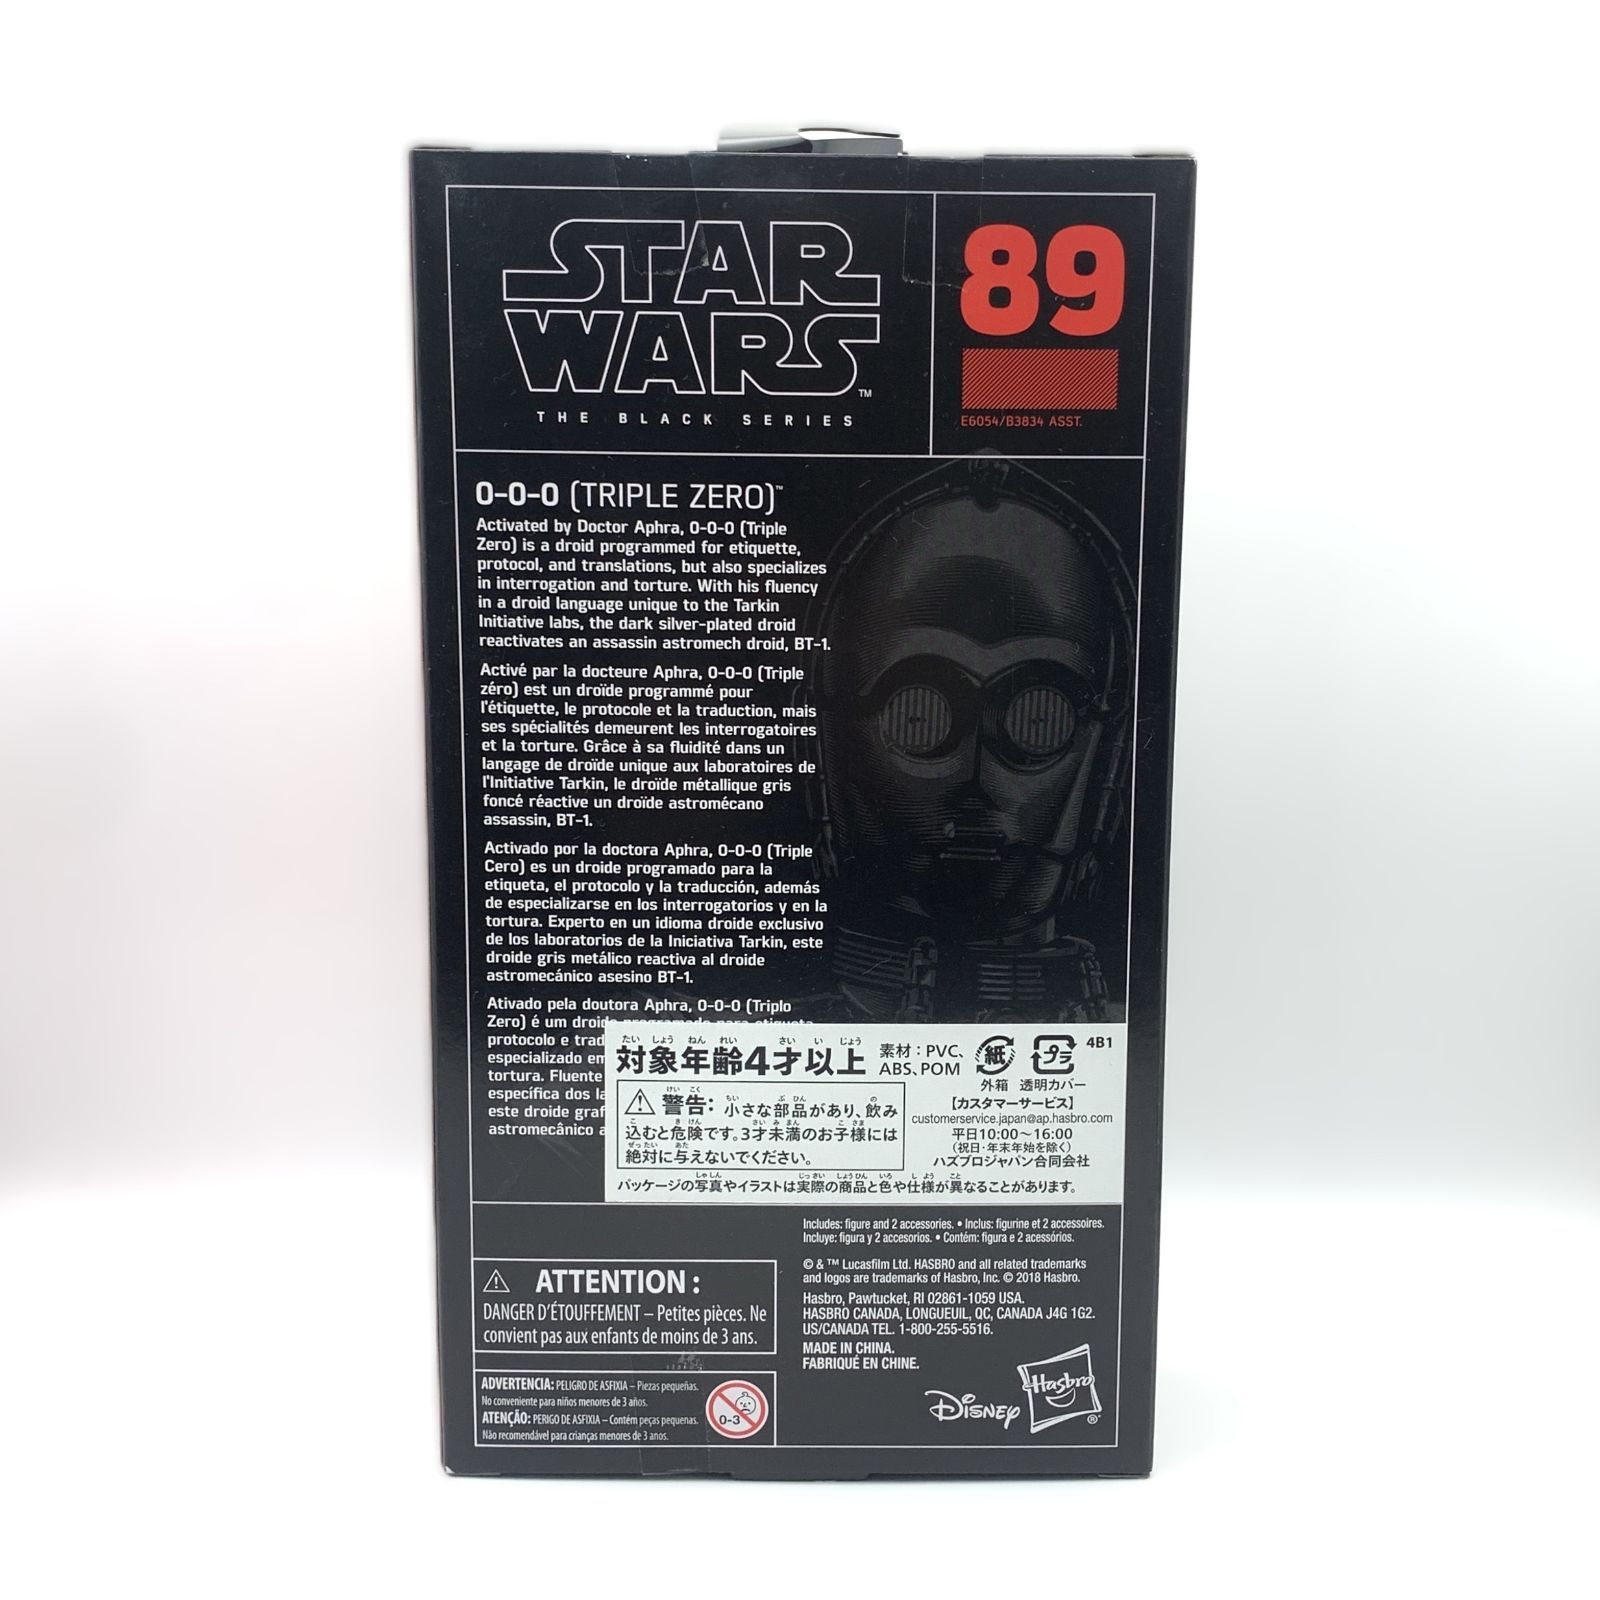 STAR
WARS™
THE BLACK SERIES
89
E6054/B3834 ASST.
0-0-0 (TRIPLE ZERO)™
Activated by Doctor Aphra, 0-0-0 (Triple
Zero) is a droid programmed for etiquette,
protocol, and translations, but also specializes
in interrogation and torture. With his fluency
in a droid language unique to the Tarkin
Initiative labs, the dark silver-plated droid
reactivates an assassin astromech droid, BT-1.
Activé par la docteure Aphra, 0-0-0 (Triple
zéro) est un droïde programmé pour
l'étiquette, le protocole et la traduction, mais
ses spécialités demeurent les interrogatoires
et la torture. Grâce à sa fluidité dans un
langage de droïde unique aux laboratoires de
l'Initiative Tarkin, le droïde métallique gris
foncé réactive un droïde astromécano
assassin, BT-1.
Activado por la doctora Aphra, 0-0-0 (Triple
Cero) es un droide programado para la
etiqueta, el protocolo y la traducción, además
de especializarse en los interrogatorios y en la
tortura. Experto en un idioma droide exclusivo
de los laboratorios de la Iniciativa Tarkin, este
droide gris metálico reactiva al droide
astromecánico asesino BT-1.
Ativado pela doutora Aphra, 0-0-0 (Triplo
Zero) é um droide programado para etiqueta
protocolo e trad
especializado em
tortura. Fluente
específica dos la
este droide graf
astromecânico a
対象年齢4才以上
素材：PVC、
ABS、POM
紙
プラ
4B1
外箱 透明カバー
⚠ 警告：小さな部品があり、飲み
込むと危険です。3才未満のお子様には
絶対に与えないでください。
【カスタマーサービス】
customerservice.japan@ap.hasbro.com
平日10:00～16:00
（祝日・年末年始を除く）
ハズブロジャパン合同会社
パッケージの写真やイラストは実際の商品と色や仕様が異なることがあります。
Includes: figure and 2 accessories. • Inclus: figurine et 2 accessoires.
Incluye: figura y 2 accesorios. • Contém: figura e 2 acessórios.
© & ™ Lucasfilm Ltd. HASBRO and all related trademarks
and logos are trademarks of Hasbro, Inc. © 2018 Hasbro.
Hasbro, Pawtucket, RI 02861-1059 USA.
HASBRO CANADA, LONGUEUIL, QC, CANADA J4G 1G2.
US/CANADA TEL. 1-800-255-5516.
MADE IN CHINA.
FABRIQUÉ EN CHINE.
⚠ ATTENTION :
DANGER D'ÉTOUFFEMENT – Petites pièces. Ne
convient pas aux enfants de moins de 3 ans.
ADVERTENCIA: PELIGRO DE ASFIXIA – Piezas pequeñas.
No conveniente para niños menores de 3 años.
ATENÇÃO: PERIGO DE ASFIXIA – Contém peças pequenas.
Não recomendável para crianças menores de 3 anos.
0-3
Disney
Hasbro®